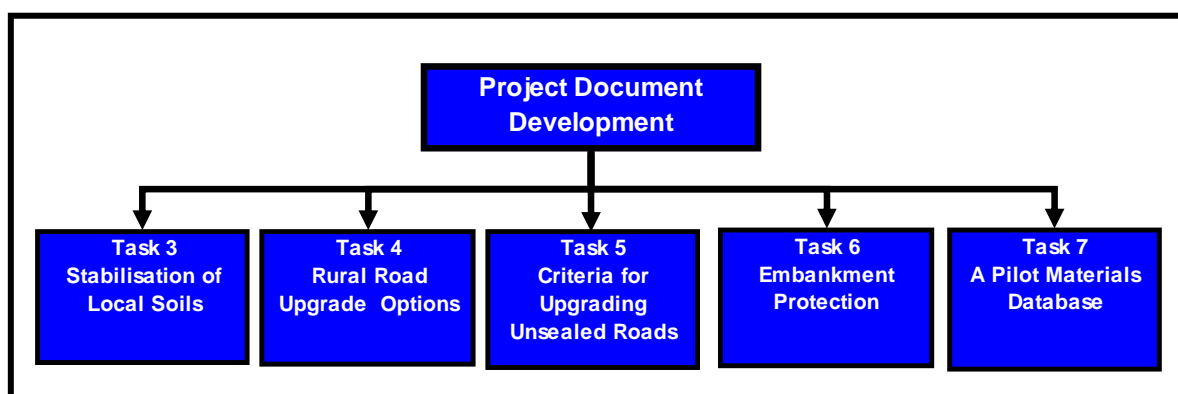 Project Document
Development
Task 3
Stabilisation of
Local Soils
Task 4
Rural Road
Upgrade Options
Task 5
Criteria for
Upgrading
Unsealed Roads
Task 6
Embankment
Protection
Task 7
A Pilot Materials
Database